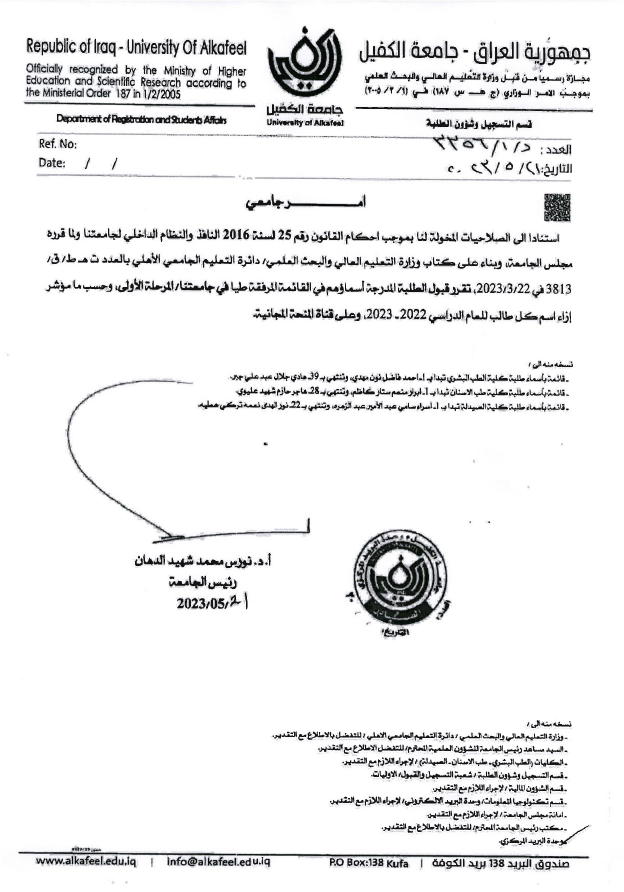 Republic of Iraq - University Of Alkafeel
Officially recognized by the Ministry of Higher
Education and Scientific Research according to
the Ministerial Order 187 in 1/2/2005
جامعة الكفيل
University of Alkafeel
جمهورية العراق - جامعة الكفيل
مجازة رسمياً من قبل وزارة التعليم العالي والبحث العلمي
بموجب الامر الوزاري (ج هـ س ١٨٧) في (١/ ٢/ ٢٠٠٥)
Department of Registration and Students Affairs
قسم التسجيل وشؤون الطلبة
Ref. No:
Date: / /
العدد: د/١/ ٣٣٥٦
التاريخ: ٢١/ ٥/ ٢٠٢٣
امـــــــر جامعي
استنادا الى الصلاحيات المخولة لنا بموجب احكام القانون رقم 25 لسنة 2016 النافذ والنظام الداخلي لجامعتنا ولما قرره
مجلس الجامعة، وبناء على كتاب وزارة التعليم العالي والبحث العلمي/ دائرة التعليم الجامعي الأهلي بالعدد ت هـ ط/ ق/
3813 في 2023/3/22، تقرر قبول الطلبة المدرجة أسماؤهم في القائمة المرفقة طيا في جامعتنا/ المرحلة الأولى، وحسب ما مؤشر
إزاء اسم كل طالب للعام الدراسي 2022 - 2023، وعلى قناة المنحة المجانية.
نسخه منه الى/
- قائمة بأسماء طلبة كلية الطب البشري تبدا بـ 1- احمد فاضل نون مهدي، وتنتهي بـ 39- هادي جلال عبد علي جبر.
- قائمة بأسماء طلبة كلية طب الاسنان تبدا بـ 1- ابرار منعم ستار كاظم، وتنتهي بـ 28- هاجر حازم شهيد عليوي.
- قائمة بأسماء طلبة كلية الصيدلة تبدا بـ 1- أسراء سامي عبد الأمير عبد الزهره، وتنتهي بـ 22- نور الهدى نعمه تركي عطيه.
أ.د. نورس محمد شهيد الدهان
رئيس الجامعة
2023/05/21
العدد:
التاريخ:
نسخه منه الى /
- وزارة التعليم العالي والبحث العلمي / دائرة التعليم الجامعي الاهلي / للتفضل بالاطلاع مع التقدير.
- السيد مساعد رئيس الجامعة للشؤون العلمية المحترم/ للتفضل الاطلاع مع التقدير.
- الكليات (الطب البشري- طب الاسنان - الصيدلة) / لإجراء اللازم مع التقدير.
- قسم التسجيل وشؤون الطلبة / شعبة التسجيل والقبول/ الاوليات.
- قسم الشؤون المالية / لإجراء اللازم مع التقدير.
- قسم تكنولوجيا المعلومات/ وحدة البريد الالكتروني/ لإجراء اللازم مع التقدير.
- امانة مجلس الجامعة / لإجراء اللازم مع التقدير.
- مكتب رئيس الجامعة المحترم/ للتفضل بالاطلاع مع التقدير.
- وحدة البريد المركزي.
www.alkafeel.edu.iq | info@alkafeel.edu.iq P.O Box:138 Kufa | صندوق البريد 138 بريد الكوفة